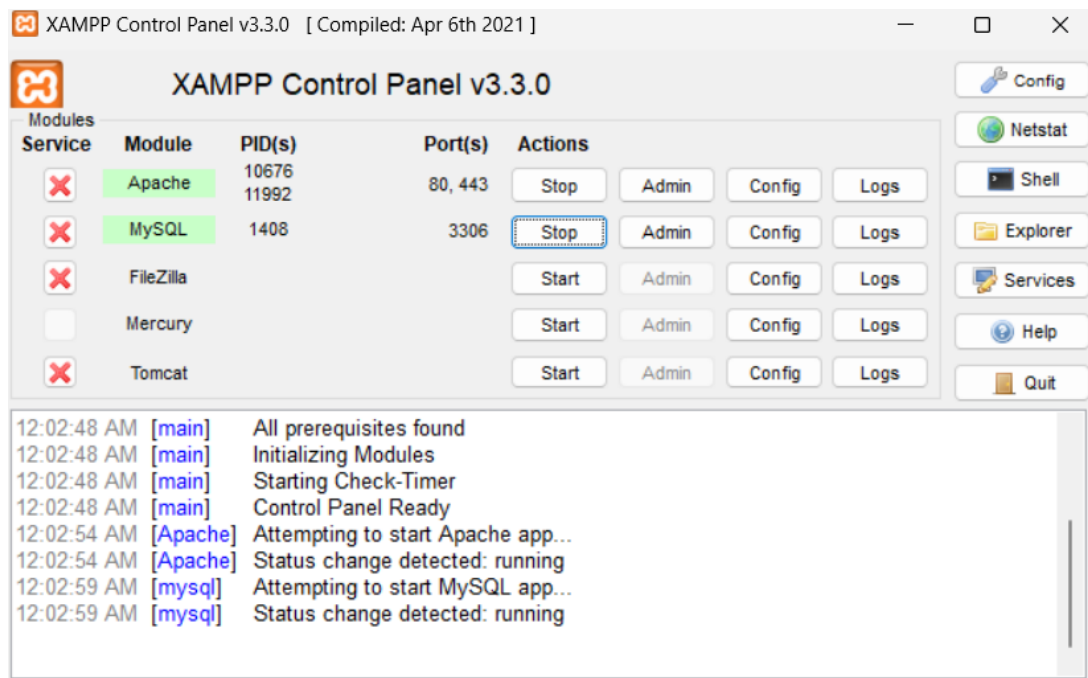 XAMPP Control Panel v3.3.0 [ Compiled: Apr 6th 2021 ]
XAMPP Control Panel v3.3.0
Config
Modules
Service Module PID(s) Port(s) Actions
Netstat
Apache 10676 11992 80, 443 Stop Admin Config Logs
Shell
MySQL 1408 3306 Stop Admin Config Logs
Explorer
FileZilla Start Admin Config Logs
Services
Mercury Start Admin Config Logs
Help
Tomcat Start Admin Config Logs
Quit
12:02:48 AM [main] All prerequisites found
12:02:48 AM [main] Initializing Modules
12:02:48 AM [main] Starting Check-Timer
12:02:48 AM [main] Control Panel Ready
12:02:54 AM [Apache] Attempting to start Apache app...
12:02:54 AM [Apache] Status change detected: running
12:02:59 AM [mysql] Attempting to start MySQL app...
12:02:59 AM [mysql] Status change detected: running